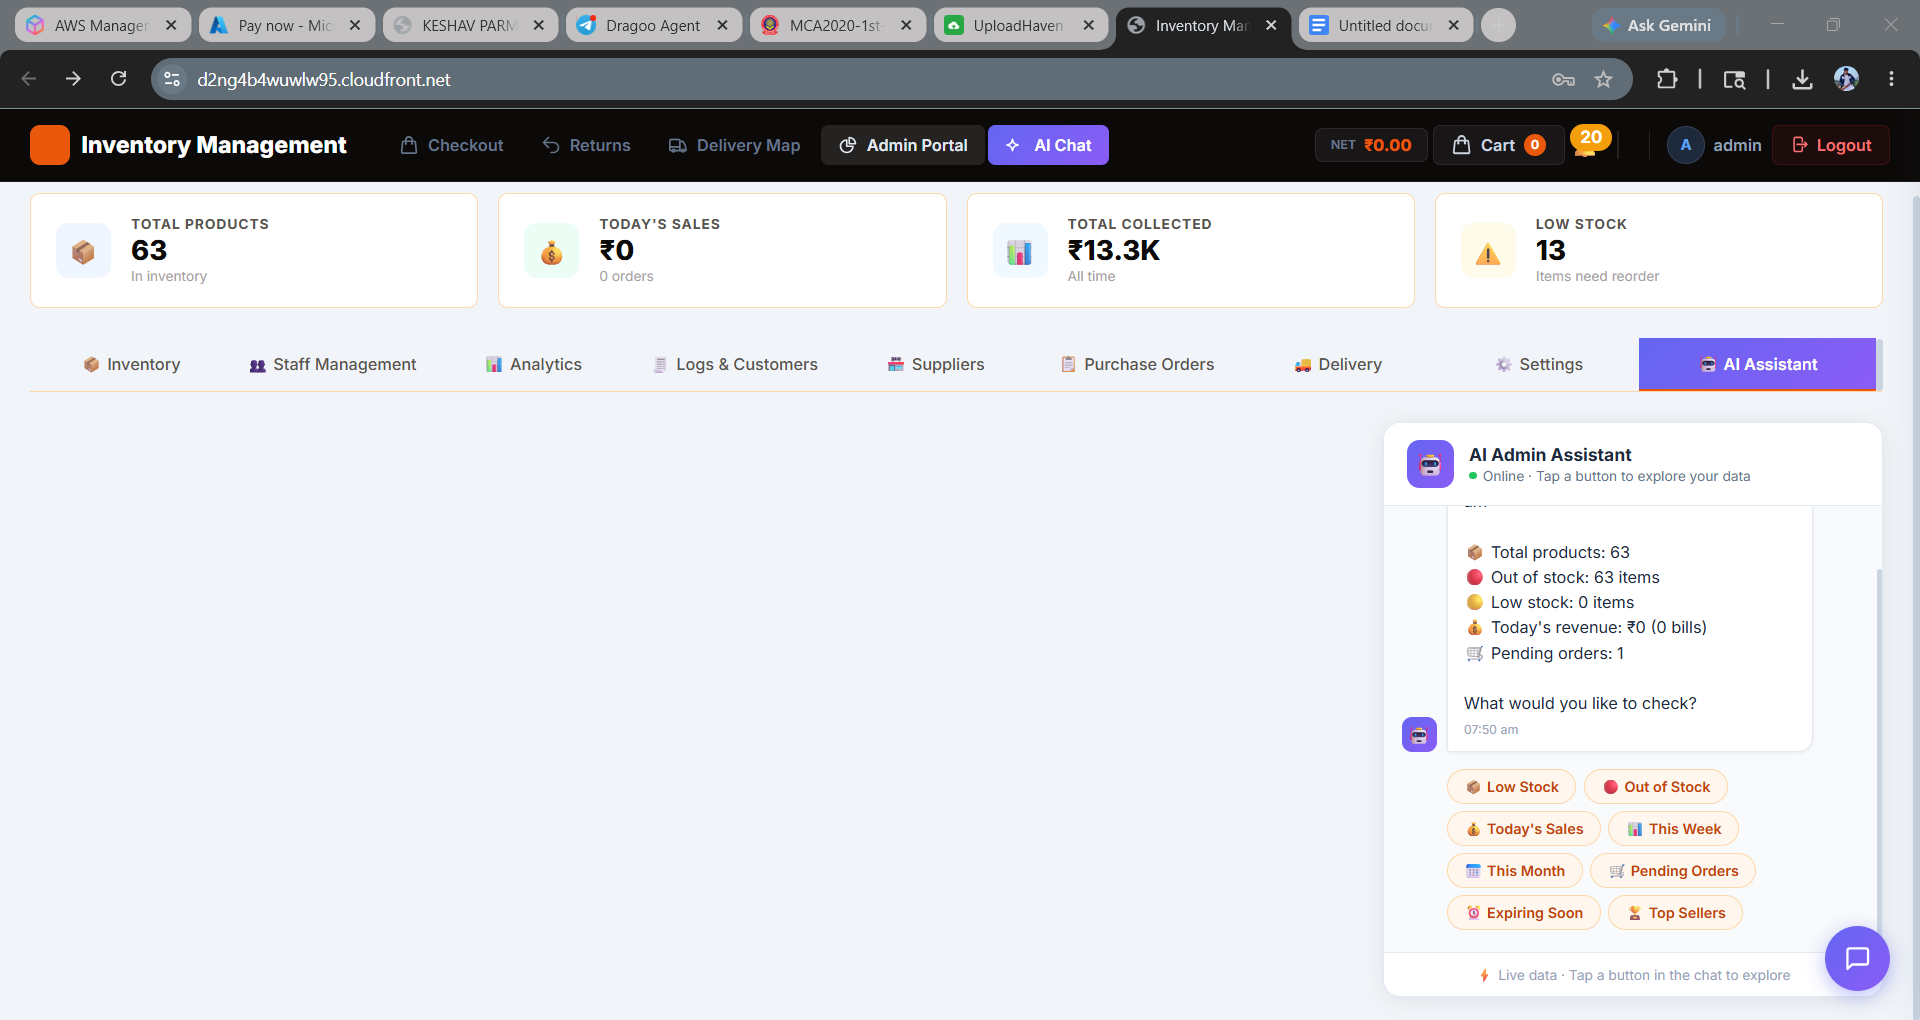 AWS Manage
Pay now - Mic
KESHAV PARM
Dragoo Agent
MCA2020-1st-
UploadHaven
Inventory Man
Untitled docu
Ask Gemini
d2ng4b4wuwlw95.cloudfront.net
Inventory Management
Checkout
Returns
Delivery Map
Admin Portal
AI Chat
NET ₹0.00
Cart 0
20
A
admin
Logout
TOTAL PRODUCTS
63
In inventory
TODAY'S SALES
₹0
0 orders
TOTAL COLLECTED
₹13.3K
All time
LOW STOCK
13
Items need reorder
Inventory
Staff Management
Analytics
Logs & Customers
Suppliers
Purchase Orders
Delivery
Settings
AI Assistant
AI Admin Assistant
Online · Tap a button to explore your data
Total products: 63
Out of stock: 63 items
Low stock: 0 items
Today's revenue: ₹0 (0 bills)
Pending orders: 1
What would you like to check?
07:50 am
Low Stock
Out of Stock
Today's Sales
This Week
This Month
Pending Orders
Expiring Soon
Top Sellers
Live data · Tap a button in the chat to explore